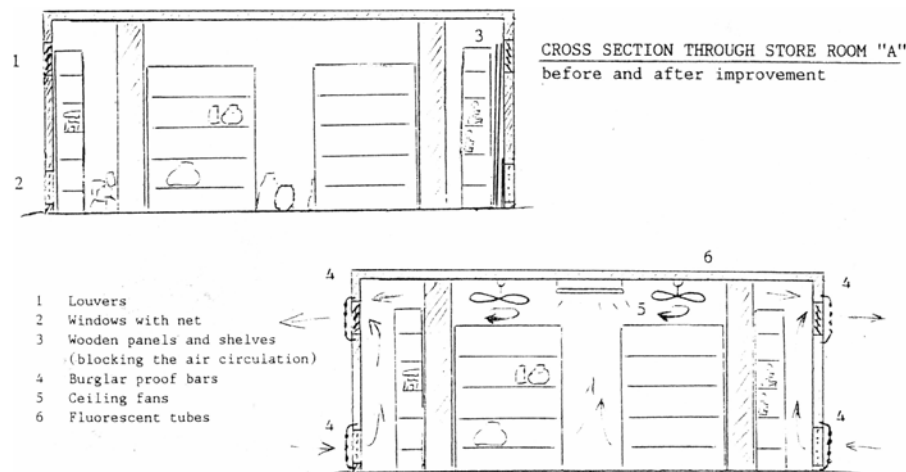 CROSS SECTION THROUGH STORE ROOM "A"
before and after improvement
1
2
3
1 Louvers
2 Windows with net
3 Wooden panels and shelves
(blocking the air circulation)
4 Burglar proof bars
5 Ceiling fans
6 Fluorescent tubes
4
6
4
5
4
4